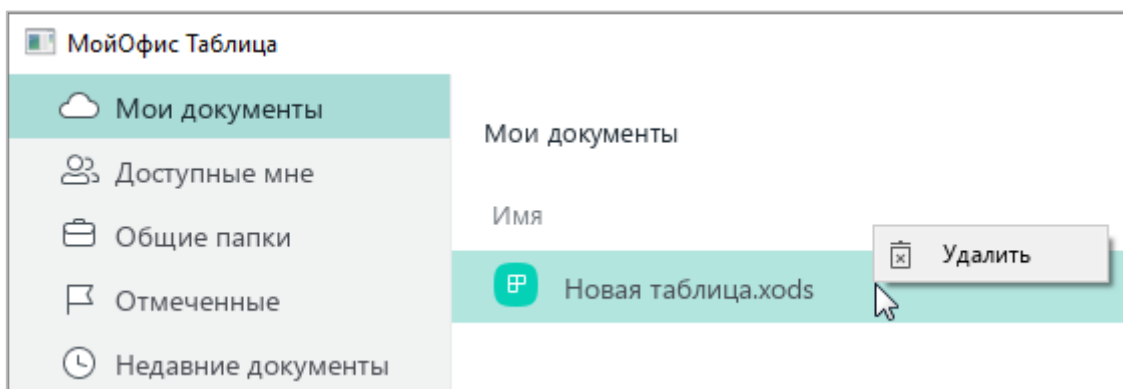 МойОфис Таблица
Мои документы
Доступные мне
Общие папки
Отмеченные
Недавние документы
Мои документы
Имя
Новая таблица.xods
Удалить